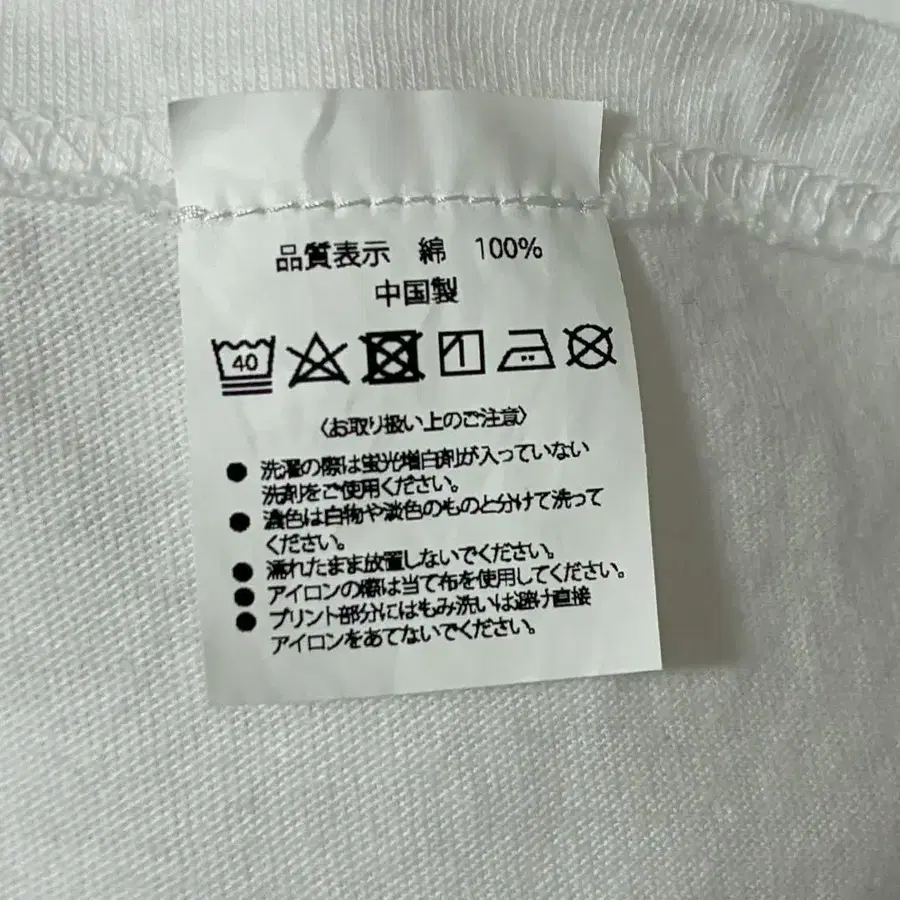 品質表示 綿 100%
中国製
40
〈お取り扱い上のご注意〉
● 洗濯の際は蛍光増白剤が入っていない
洗剤をご使用ください。
● 濃色は白物や淡色のものと分けて洗って
ください。
● 濡れたまま放置しないでください。
● アイロンの際は当て布を使用してください。
● プリント部分にはもみ洗いは避け直接
アイロンをあてないでください。